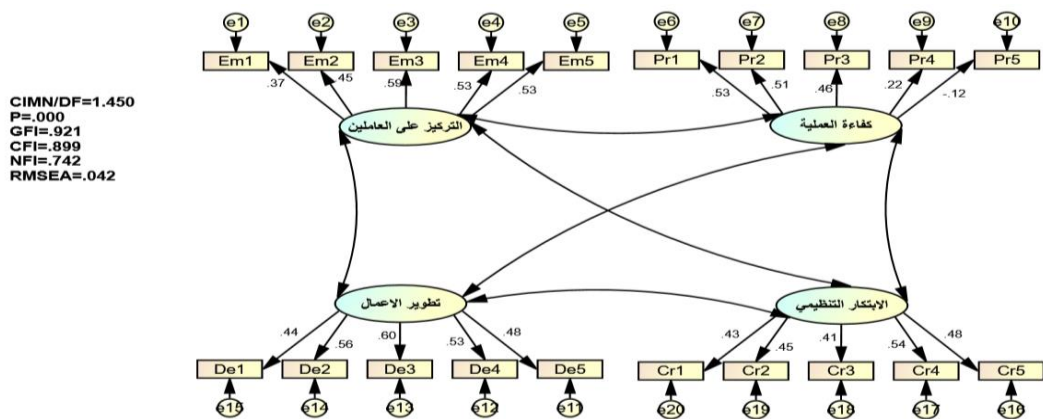 e1 e2 e3 e4 e5 e6 e7 e8 e9 e10
Em1 Em2 Em3 Em4 Em5 Pr1 Pr2 Pr3 Pr4 Pr5
.37 .45 .59 .53 .53 .53 .51 .46 .22 -.12
CIMN/DF=1.450
P=.000
GFI=.921
CFI=.899
NFI=.742
RMSEA=.042
التركيز على العاملين
كفاءة العملية
تطوير الاعمال
الابتكار التنظيمي
.44 .56 .60 .53 .48 .43 .45 .41 .54 .48
De1 De2 De3 De4 De5 Cr1 Cr2 Cr3 Cr4 Cr5
e15 e14 e13 e12 e11 e20 e19 e18 e17 e16